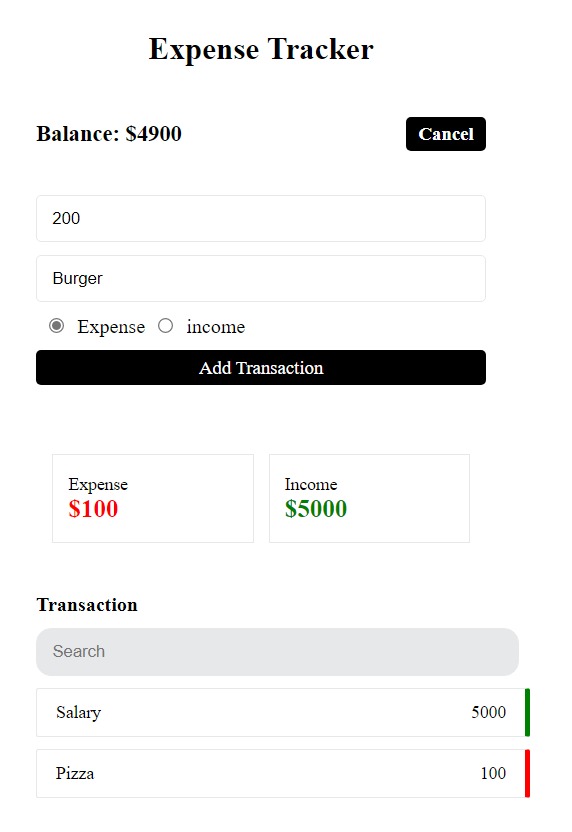 Expense Tracker
Balance: $4900
Cancel
200
Burger
Expense income
Add Transaction
Expense
$100
Income
$5000
Transaction
Search
Salary 5000
Pizza 100